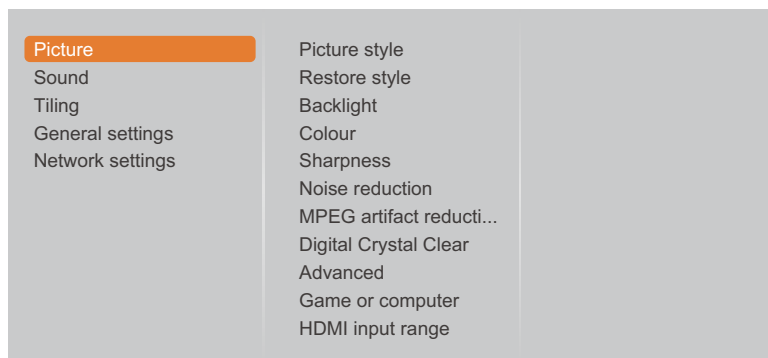 Picture
Sound
Tiling
General settings
Network settings
Picture style
Restore style
Backlight
Colour
Sharpness
Noise reduction
MPEG artifact reducti...
Digital Crystal Clear
Advanced
Game or computer
HDMI input range